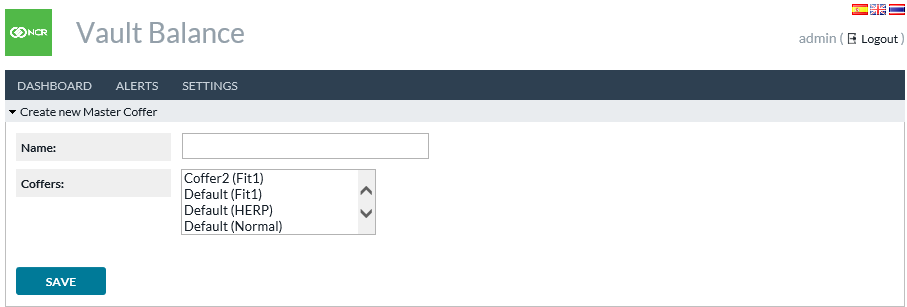 NCR
Vault Balance
admin ( Logout )
DASHBOARD ALERTS SETTINGS
Create new Master Coffer
Name:
Coffers:
Coffer2 (Fit1)
Default (Fit1)
Default (HERP)
Default (Normal)
SAVE